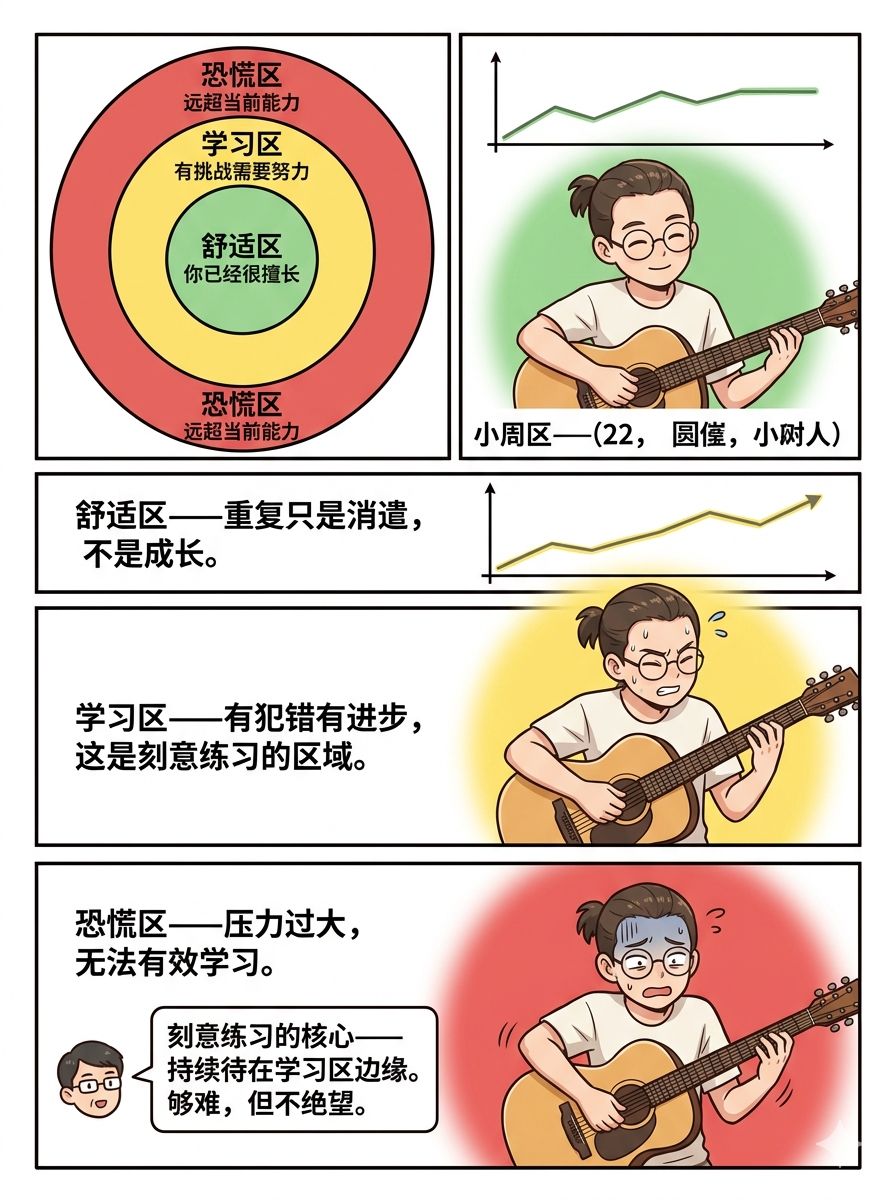 恐慌区
远超当前能力
学习区
有挑战需要努力
舒适区
你已经很擅长
恐慌区
远超当前能力
小周区——(22， 圆僅，小树人）
舒适区——重复只是消遣，
不是成长。
学习区——有犯错有进步，
这是刻意练习的区域。
恐慌区——压力过大，
无法有效学习。
刻意练习的核心——
持续待在学习区边缘。
够难，但不绝望。